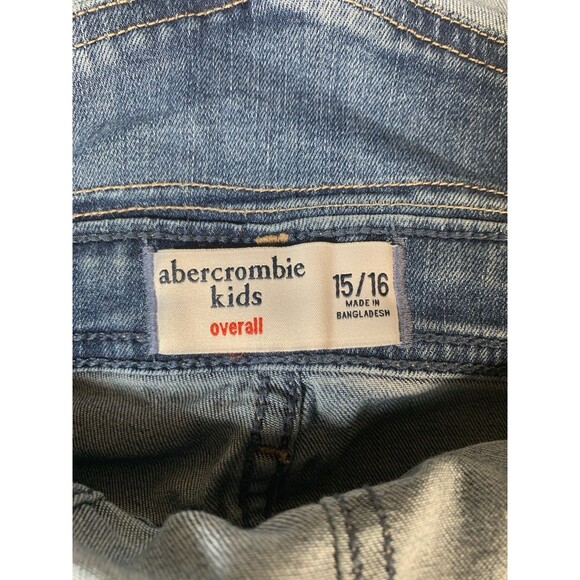 abercrombie
kids
overall
15/16
MADE IN
BANGLADESH